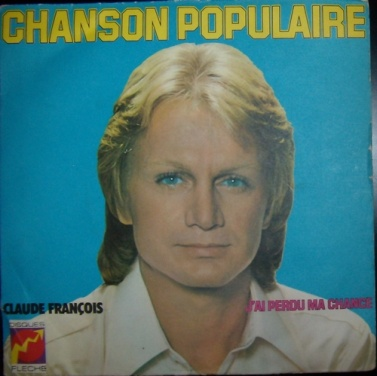 CHANSON POPULAIRE
CLAUDE FRANÇOIS
J'AI PERDU MA CHANCE
DISQUES
FLÈCHE